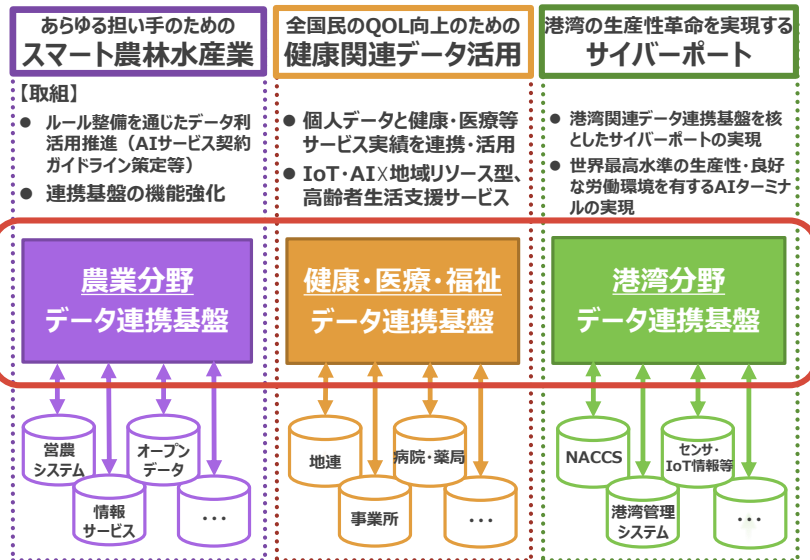 あらゆる担い手のための
スマート農林水産業
【取組】
● ルール整備を通じたデータ利
活用推進（AIサービス契約
ガイドライン策定等）
● 連携基盤の機能強化
農業分野
データ連携基盤
営農
システム
オープン
データ
情報
サービス
･･･
全国民のQOL向上のための
健康関連データ活用
● 個人データと健康・医療等
サービス実績を連携・活用
● IoT・AI×地域リソース型、
高齢者生活支援サービス
健康・医療・福祉
データ連携基盤
地連
病院・薬局
事業所
･･･
港湾の生産性革命を実現する
サイバーポート
● 港湾関連データ連携基盤を核
としたサイバーポートの実現
● 世界最高水準の生産性・良好
な労働環境を有するAIターミナ
ルの実現
港湾分野
データ連携基盤
NACCS
センサ・
IoT情報等
港湾管理
システム
･･･